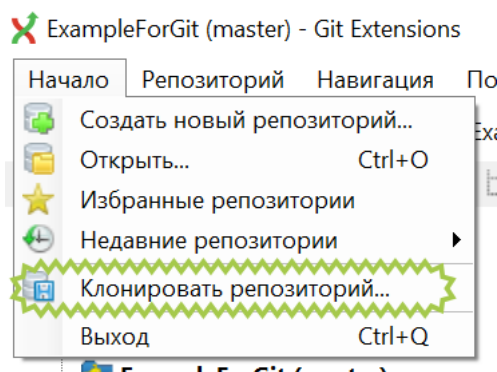 ExampleForGit (master) - Git Extensions
Начало Репозиторий Навигация
Создать новый репозиторий...
Открыть... Ctrl+O
Избранные репозитории
Недавние репозитории
Клонировать репозиторий...
Выход Ctrl+Q